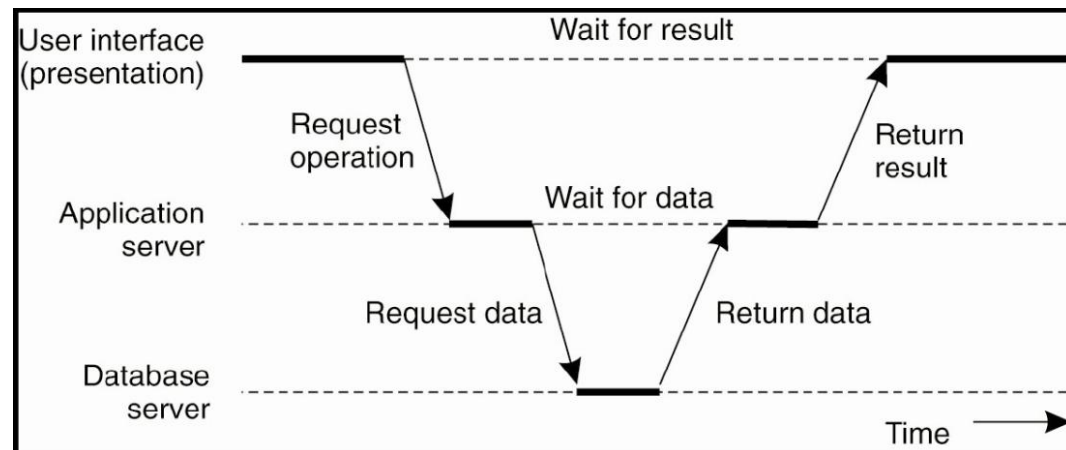 User interface
(presentation)
Wait for result
Request
operation
Return
result
Application
server
Wait for data
Request data
Return data
Database
server
Time